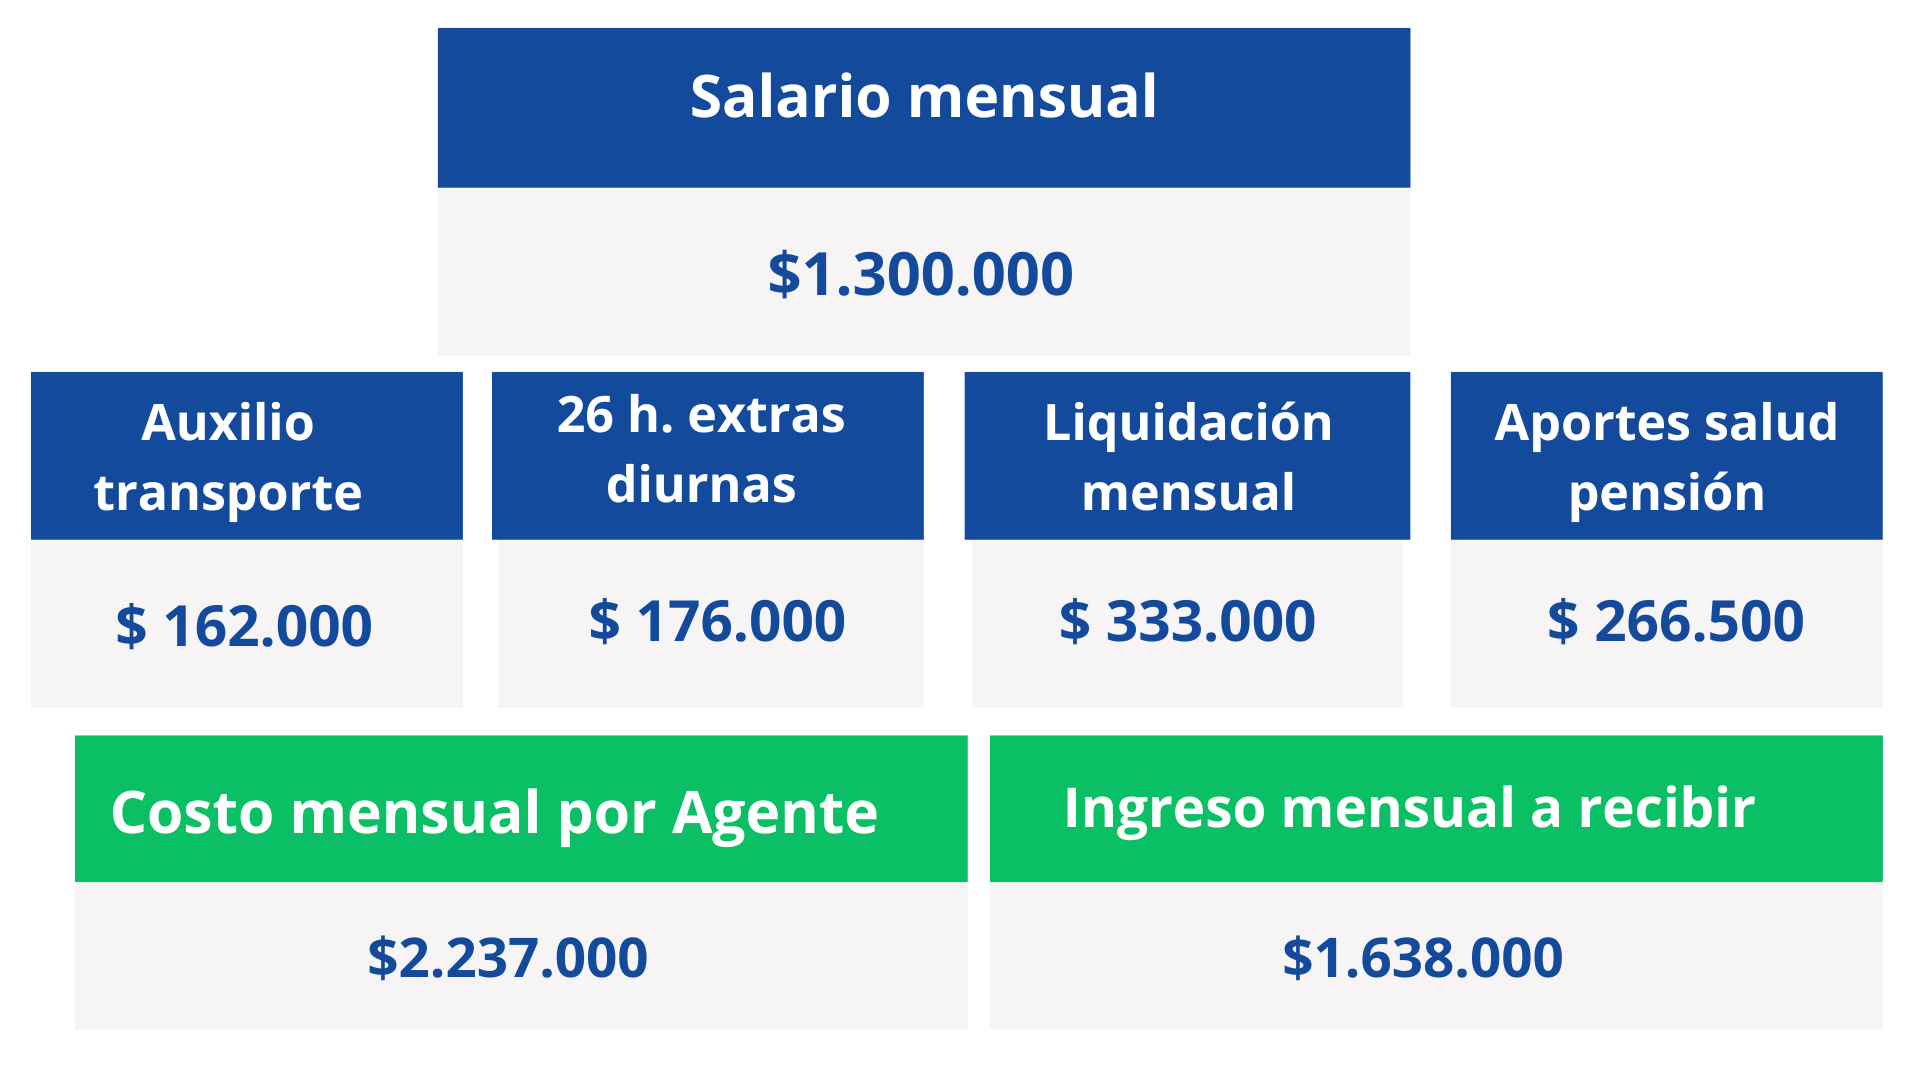 Salario mensual
$1.300.000
Auxilio
transporte
$ 162.000
26 h. extras
diurnas
$ 176.000
Liquidación
mensual
$ 333.000
Aportes salud
pensión
$ 266.500
Costo mensual por Agente
$2.237.000
Ingreso mensual a recibir
$1.638.000